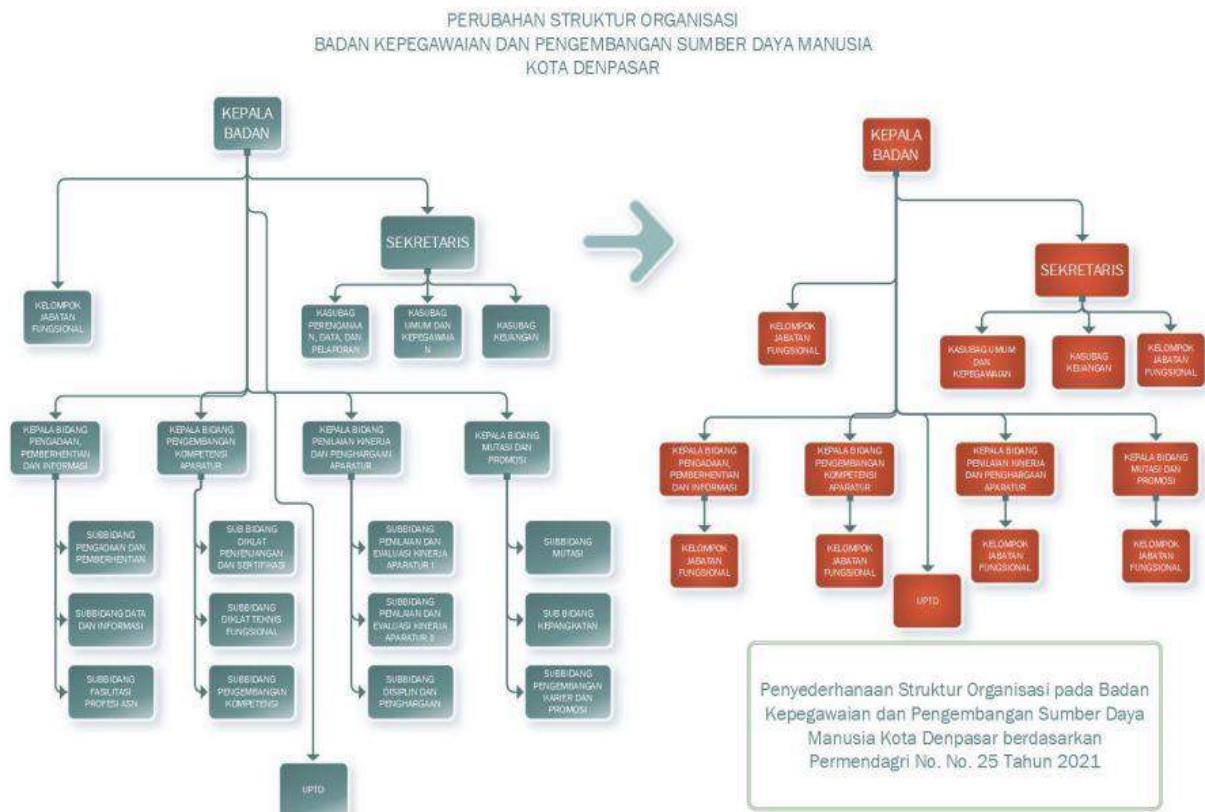 PERUBAHAN STRUKTUR ORGANISASI
BADAN KEPEGAWAIAN DAN PENGEMBANGAN SUMBER DAYA MANUSIA
KOTA DENPASAR
KEPALA
BADAN
SEKRETARIS
KELOMPOK
JABATAN
FUNGSIONAL
KASUBAG
PERENCANAA
N, DATA, DAN
PELAPORAN
KASUBAG
UMUM DAN
KEPEGAWAIA
N
KASUBAG
KEUANGAN
KEPALA BIDANG
PENGADAAN,
PEMBERHENTIAN
DAN INFORMASI
KEPALA BIDANG
PENGEMBANGAN
KOMPETENSI
APARATUR
KEPALA BIDANG
PENILAIAN KINERJA
DAN PENGHARGAAN
APARATUR
KEPALA BIDANG
MUTASI DAN
PROMOSI
SUBBIDANG
PENGADAAN DAN
PEMBERHENTIAN
SUBBIDANG DATA
DAN INFORMASI
SUBBIDANG
FASILITASI
PROFESI ASN
SUB BIDANG
DIKLAT
PENJENJANGAN
DAN SERTIFIKASI
SUBBIDANG
DIKLAT TEKNIS
FUNGSIONAL
SUBBIDANG
PENGEMBANGAN
KOMPETENSI
SUBBIDANG
PENILAIAN DAN
EVALUASI KINERJA
APARATUR I
SUBBIDANG
PENILAIAN DAN
EVALUASI KINERJA
APARATUR II
SUBBIDANG
DISIPLIN DAN
PENGHARGAAN
SUBBIDANG
MUTASI
SUB BIDANG
KEPANGKATAN
SUBBIDANG
PENGEMBANGAN
KARIER DAN
PROMOSI
UPTD
KEPALA
BADAN
SEKRETARIS
KELOMPOK
JABATAN
FUNGSIONAL
KASUBAG UMUM
DAN
KEPEGAWAIAN
KASUBAG
KEUANGAN
KELOMPOK
JABATAN
FUNGSIONAL
KEPALA BIDANG
PENGADAAN,
PEMBERHENTIAN
DAN INFORMASI
KEPALA BIDANG
PENGEMBANGAN
KOMPETENSI
APARATUR
KEPALA BIDANG
PENILAIAN KINERJA
DAN PENGHARGAAN
APARATUR
KEPALA BIDANG
MUTASI DAN
PROMOSI
KELOMPOK
JABATAN
FUNGSIONAL
KELOMPOK
JABATAN
FUNGSIONAL
KELOMPOK
JABATAN
FUNGSIONAL
KELOMPOK
JABATAN
FUNGSIONAL
UPTD
Penyederhanaan Struktur Organisasi pada Badan
Kepegawaian dan Pengembangan Sumber Daya
Manusia Kota Denpasar berdasarkan
Permendagri No. No. 25 Tahun 2021